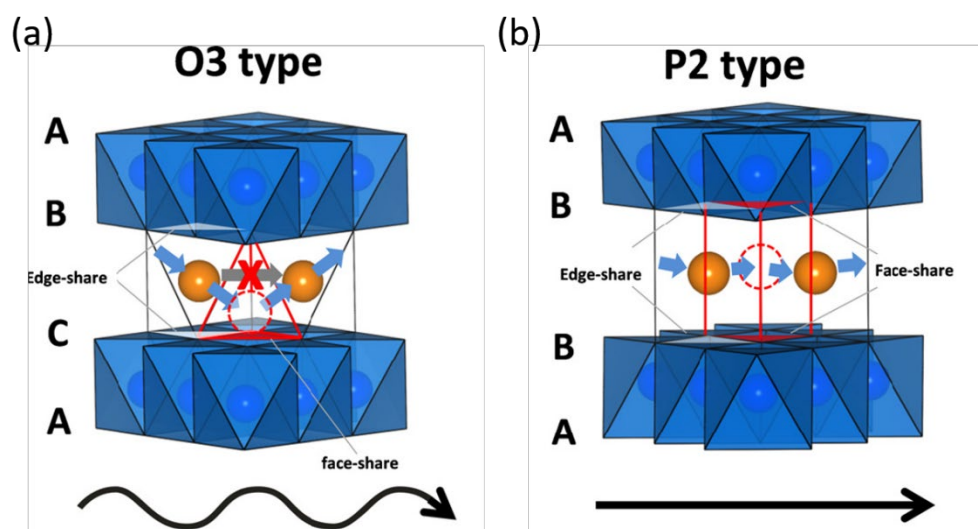 (a)
O3 type
A
B
Edge-share
X
C
A
face-share
(b)
P2 type
A
B
Edge-share
Face-share
B
A